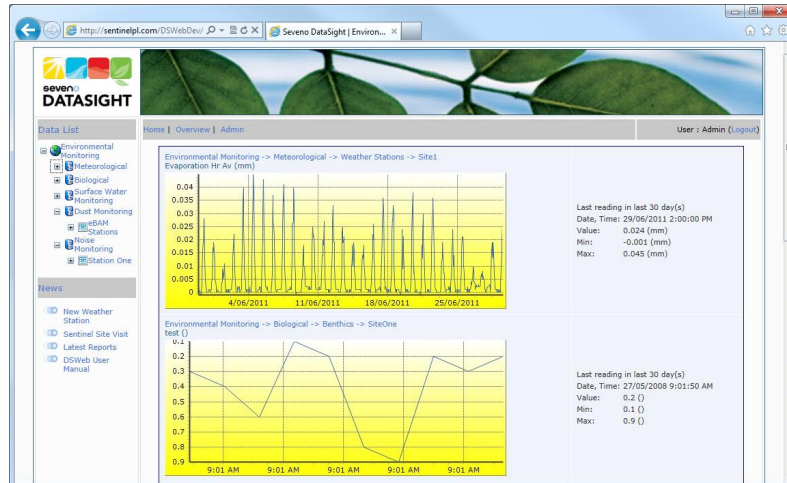 http://sentinelpl.com/DSWebDev/
Seveno DataSight | Environ...
seveno
DATASIGHT
Data List
Home | Overview | Admin
User : Admin (Logout)
Environmental
Monitoring
Meteorological
Biological
Surface Water
Monitoring
Dust Monitoring
eBAM
Stations
Noise
Monitoring
Station One
News
New Weather
Station
Sentinel Site Visit
Latest Reports
DSWeb User
Manual
Environmental Monitoring -> Meteorological -> Weather Stations -> Site1
Evaporation Hr Av (mm)
0.04
0.035
0.03
0.025
0.02
0.015
0.01
0.005
0
4/06/2011 11/06/2011 18/06/2011 25/06/2011
Last reading in last 30 day(s)
Date, Time: 29/06/2011 2:00:00 PM
Value: 0.024 (mm)
Min: -0.001 (mm)
Max: 0.045 (mm)
Environmental Monitoring -> Biological -> Benthics -> SiteOne
test ()
0.1
0.2
0.3
0.4
0.5
0.6
0.7
0.8
0.9
9:01 AM 9:01 AM 9:01 AM 9:01 AM 9:01 AM
Last reading in last 30 day(s)
Date, Time: 27/05/2008 9:01:50 AM
Value: 0.2 ()
Min: 0.1 ()
Max: 0.9 ()